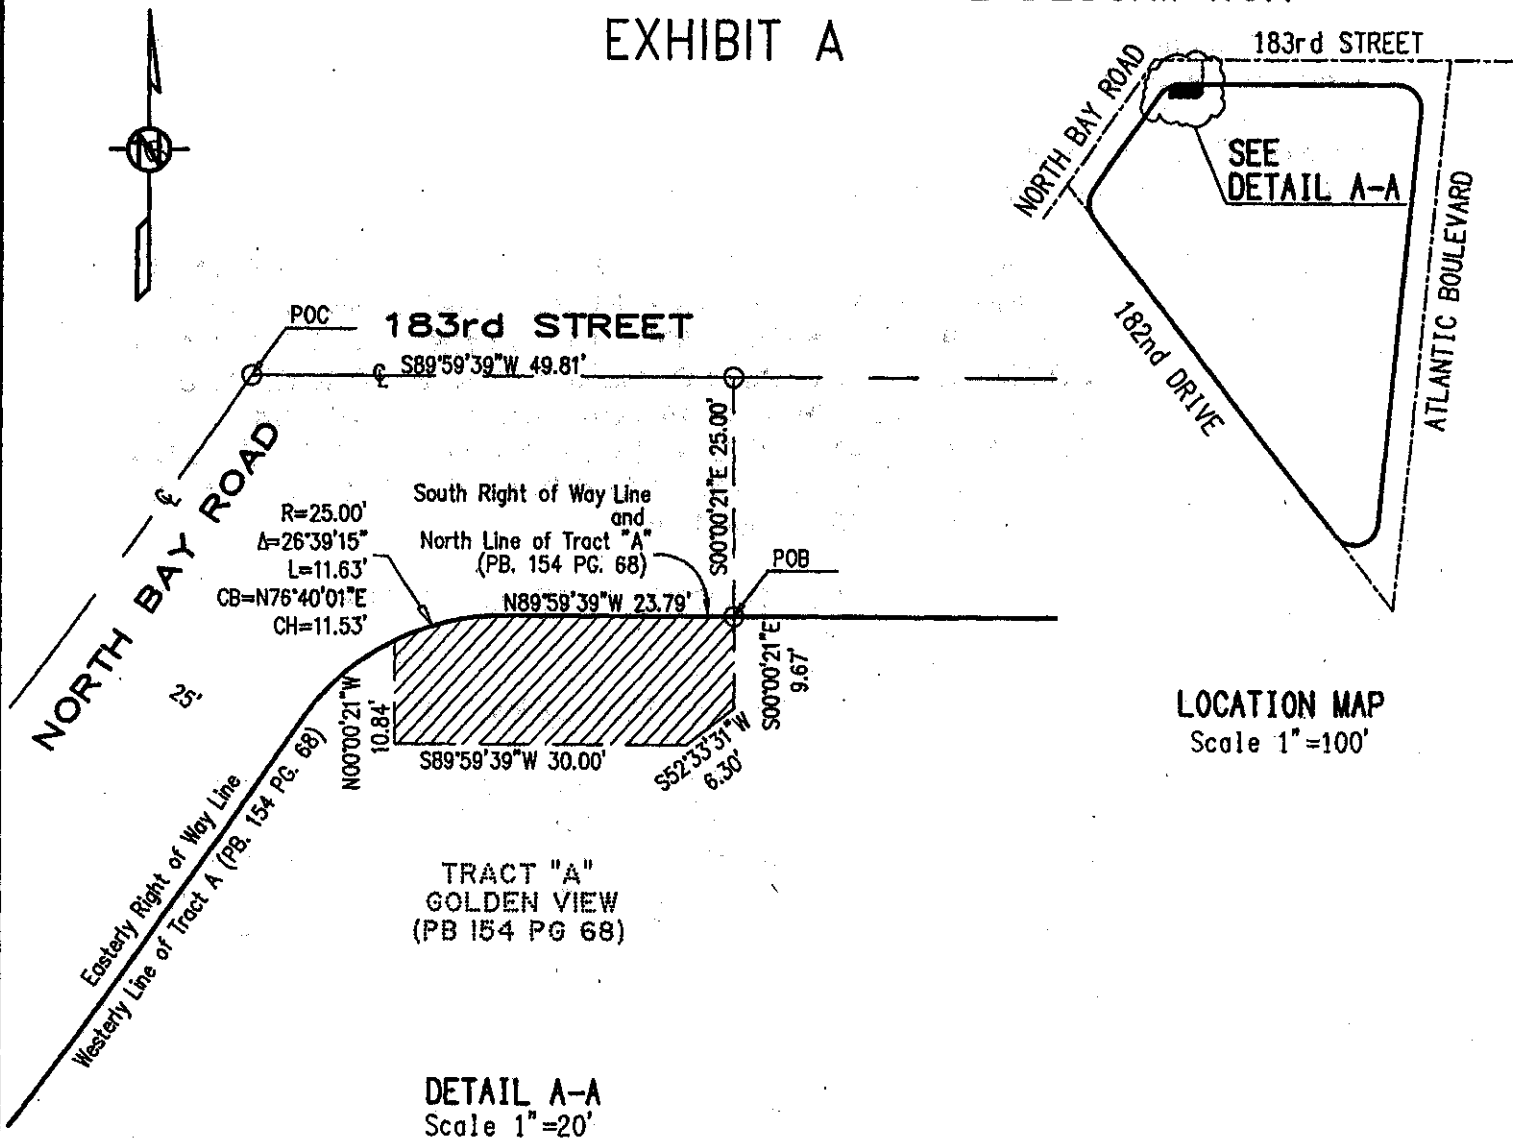 EXHIBIT A
183rd STREET
NORTH BAY ROAD
SEE
DETAIL A-A
ATLANTIC BOULEVARD
182nd DRIVE
LOCATION MAP
Scale 1"=100'
POC
183rd STREET
S89°59'39"W 49.81'
S00°00'21"E 25.00'
NORTH BAY ROAD
25'
R=25.00'
Δ=26°39'15"
L=11.63'
CB=N76°40'01"E
CH=11.53'
South Right of Way Line
and
North Line of Tract "A"
(PB. 154 PG. 68)
POB
N89°59'39"W 23.79'
S00°00'21"E
9.67'
N00°00'21"W
10.84'
S89°59'39"W 30.00'
S52°33'31"W
6.30'
Easterly Right of Way Line
Westerly Line of Tract A (PB. 154 PG. 68)
TRACT "A"
GOLDEN VIEW
(PB 154 PG 68)
DETAIL A-A
Scale 1"=20'